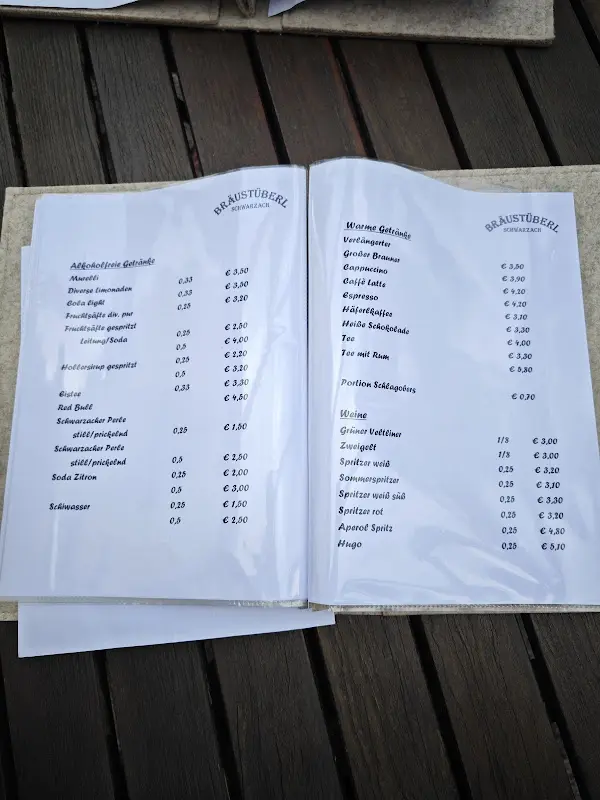 BRÄUSTÜBERL
SCHWARZACH
Alkoholfreie Getränke
Murelli 0,33 € 3,50
Diverse limonaden 0,33 € 3,50
Cola light 0,25 € 3,20
Fruchtsäfte div. pur
Fruchtsäfte gespritzt 0,25 € 2,50
Leitung/Soda 0,5 € 4,00
Hollersirup gespritzt 0,25 € 2,20
0,5 € 3,20
Eistee 0,33 € 3,30
Red Bull € 4,50
Schwarzacher Perle
still/prickelnd 0,25 € 1,50
Schwarzacher Perle
still/prickelnd 0,5 € 2,50
Soda Zitron 0,25 € 2,00
0,5 € 3,00
Schiwasser 0,25 € 1,50
0,5 € 2,50
BRÄUSTÜBERL
SCHWARZACH
Warme Getränke
Verlängerter € 3,50
Großer Brauner € 3,90
Cappuccino € 4,20
Caffè Latte € 4,20
Espresso € 3,10
Häferlkaffee € 3,30
Heiße Schokolade € 4,00
Tee € 3,30
Tee mit Rum € 5,80
Portion Schlagobers € 0,70
Weine
Grüner Veltliner 1/8 € 3,00
Zweigelt 1/8 € 3,00
Spritzer weiß 0,25 € 3,20
Sommerspritzer 0,25 € 3,10
Spritzer weiß süß 0,25 € 3,30
Spritzer rot 0,25 € 3,20
Aperol Spritz 0,25 € 4,80
Hugo 0,25 € 5,10